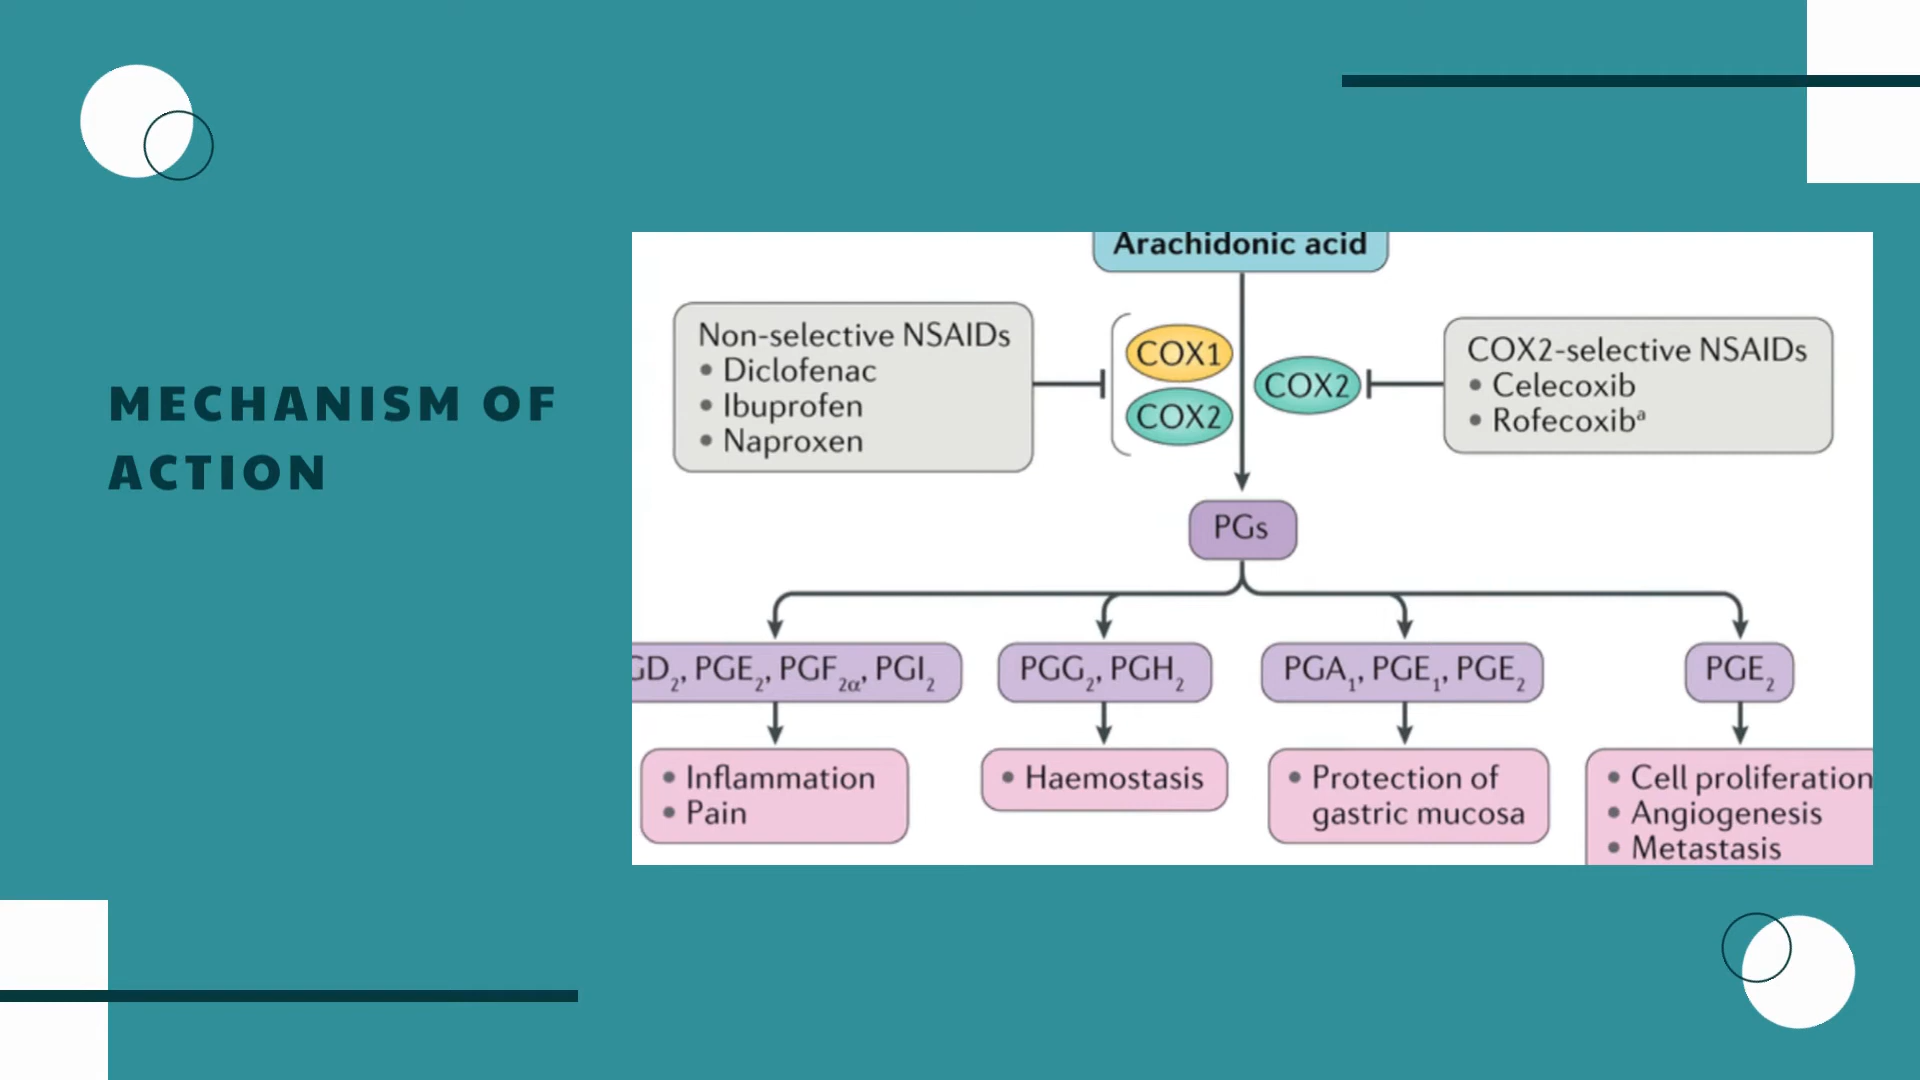 MECHANISM OF
ACTION
Arachidonic acid
Non-selective NSAIDs
• Diclofenac
• Ibuprofen
• Naproxen
COX1
COX2
COX2
COX2-selective NSAIDs
• Celecoxib
• Rofecoxibᵃ
PGs
GD₂, PGE₂, PGF₂α, PGI₂
PGG₂, PGH₂
PGA₁, PGE₁, PGE₂
PGE₂
• Inflammation
• Pain
• Haemostasis
• Protection of
gastric mucosa
• Cell proliferation
• Angiogenesis
• Metastasis